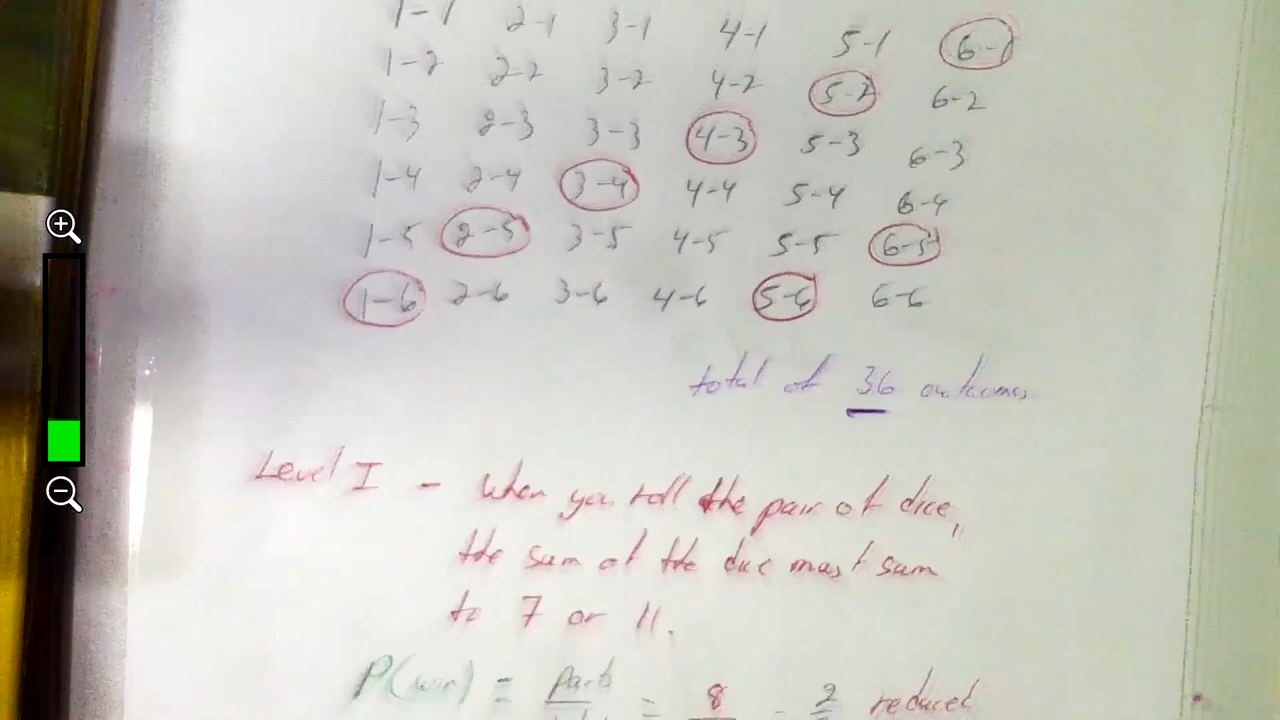 1-1 2-1 3-1 4-1 5-1 6-1
1-2 2-2 3-2 4-2 5-2 6-2
1-3 2-3 3-3 4-3 5-3 6-3
1-4 2-4 3-4 4-4 5-4 6-4
1-5 2-5 3-5 4-5 5-5 6-5
1-6 2-6 3-6 4-6 5-6 6-6
total of 36 outcomes
Level I - When you roll the pair of dice,
the sum of the dice must sum
to 7 or 11.
P(win) = part = 8 - 2 reduced